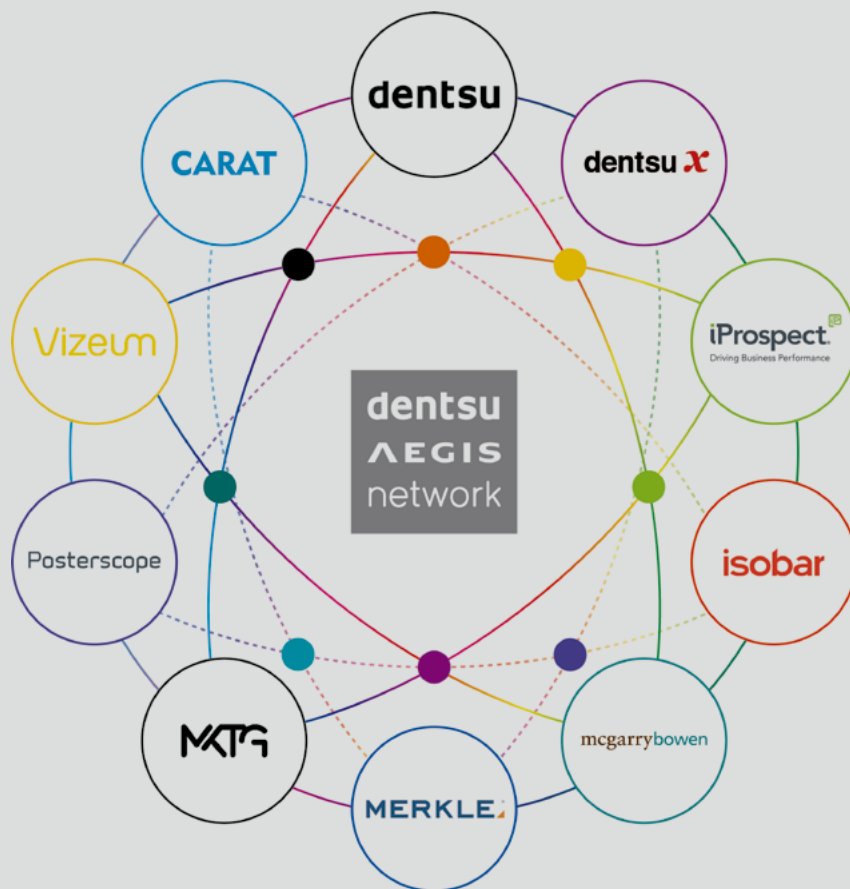 dentsu
CARAT
dentsu x
Vizeum
iProspect.
Driving Business Performance
dentsu
AEGIS
network
Posterscope
isobar
MKTG
mcgarrybowen
MERKLE